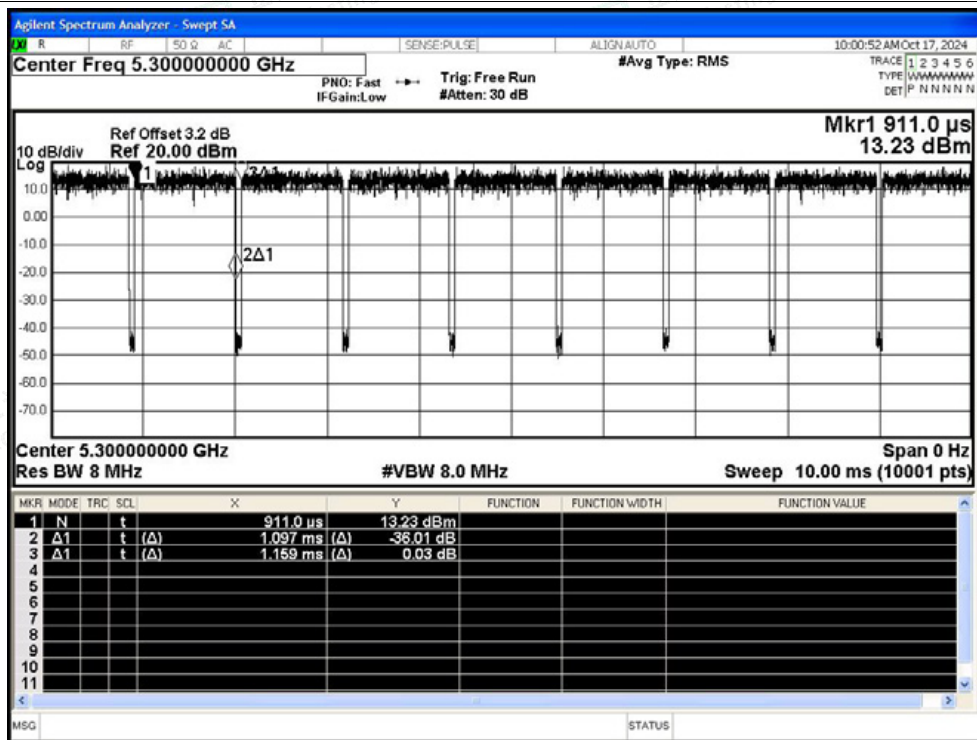 Agilent Spectrum Analyzer - Swept SA
R RF 50 Ω AC SENSE:PULSE ALIGN AUTO 10:00:52 AM Oct 17, 2024
Center Freq 5.300000000 GHz #Avg Type: RMS TRACE 1 2 3 4 5 6
PNO: Fast Trig: Free Run TYPE WWWWWW
IFGain:Low #Atten: 30 dB DET P N N N N N
Mkr1 911.0 µs
Ref Offset 3.2 dB
10 dB/div Ref 20.00 dBm 13.23 dBm
Log
1 3Δ1
10.0
0.00
-10.0
2Δ1
-20.0
-30.0
-40.0
-50.0
-60.0
-70.0
Center 5.300000000 GHz Span 0 Hz
Res BW 8 MHz #VBW 8.0 MHz Sweep 10.00 ms (10001 pts)
MKR MODE TRC SCL X Y FUNCTION FUNCTION WIDTH FUNCTION VALUE
1 N t 911.0 µs 13.23 dBm
2 Δ1 t (Δ) 1.097 ms (Δ) -36.01 dB
3 Δ1 t (Δ) 1.159 ms (Δ) 0.03 dB
4
5
6
7
8
9
10
11
MSG STATUS